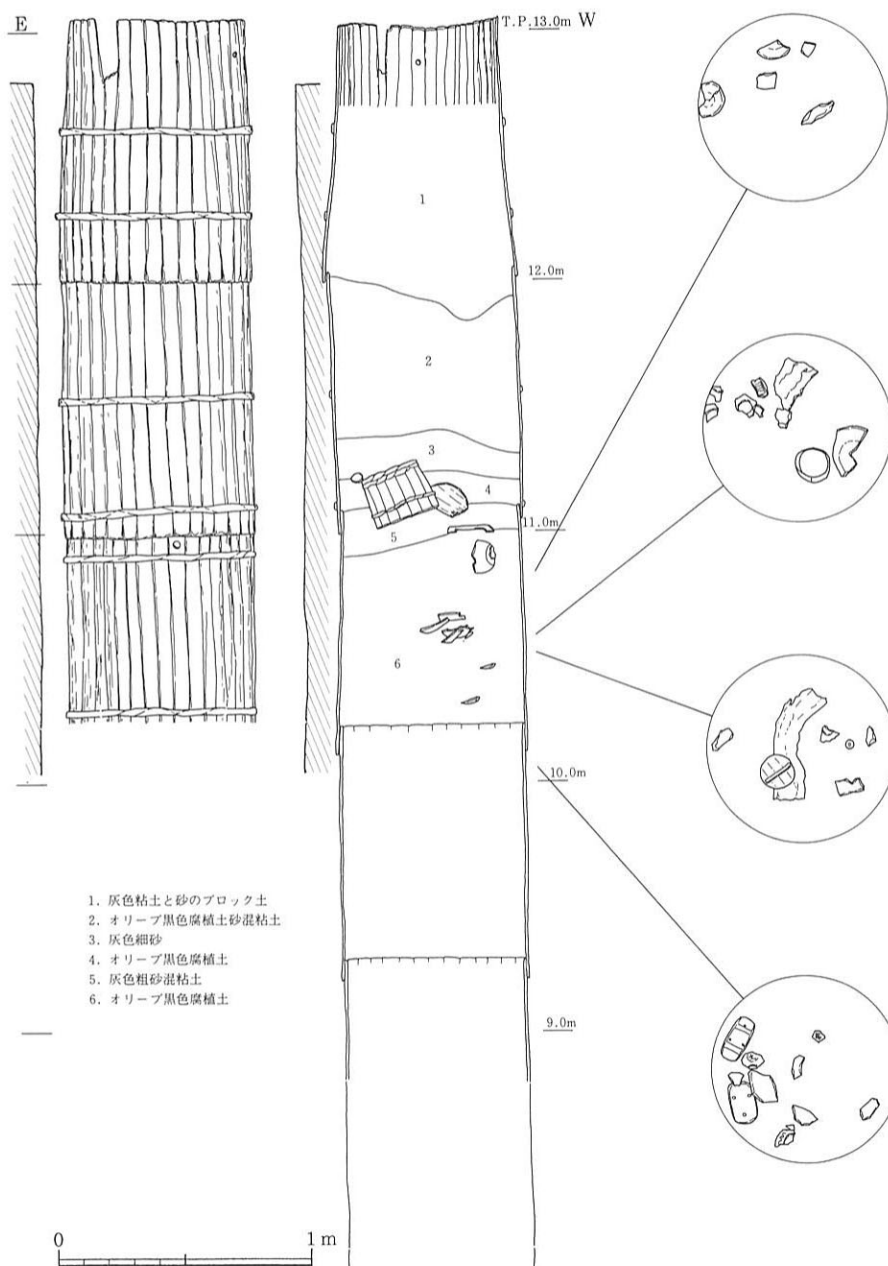 E
T.P.13.0m W
1
12.0m
2
3
4
11.0m
5
6
10.0m
1. 灰色粘土と砂のブロック土
2. オリーブ黒色腐植土砂混粘土
3. 灰色細砂
4. オリーブ黒色腐植土
5. 灰色粗砂混粘土
6. オリーブ黒色腐植土
9.0m
0 1 m